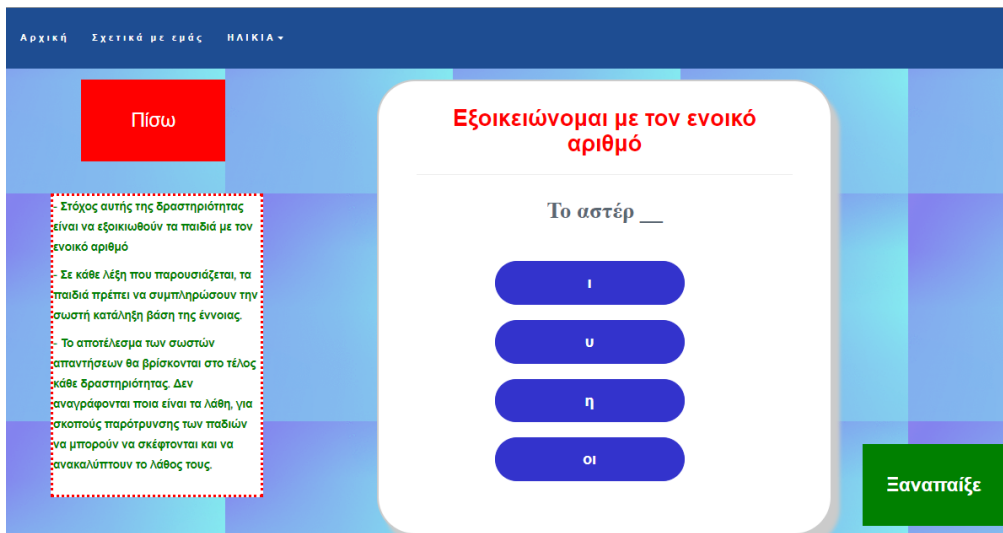 Αρχική Σχετικά με εμάς ΗΛΙΚΙΑ
Πίσω
- Στόχος αυτής της δραστηριότητας
είναι να εξοικιωθούν τα παιδιά με τον
ενοικό αριθμό
- Σε κάθε λέξη που παρουσιάζεται, τα
παιδιά πρέπει να συμπληρώσουν την
σωστή κατάληξη βάση της έννοιας.
- Το αποτέλεσμα των σωστών
απαντήσεων θα βρίσκονται στο τέλος
κάθε δραστηριότητας. Δεν
αναγράφονται ποια είναι τα λάθη, για
σκοπούς παρότρυνσης των παδιών
να μπορούν να σκέφτονται και να
ανακαλύπτουν το λάθος τους.
Εξοικειώνομαι με τον ενοικό
αριθμό
Το αστέρ __
ι
υ
η
οι
Ξαναπαίξε